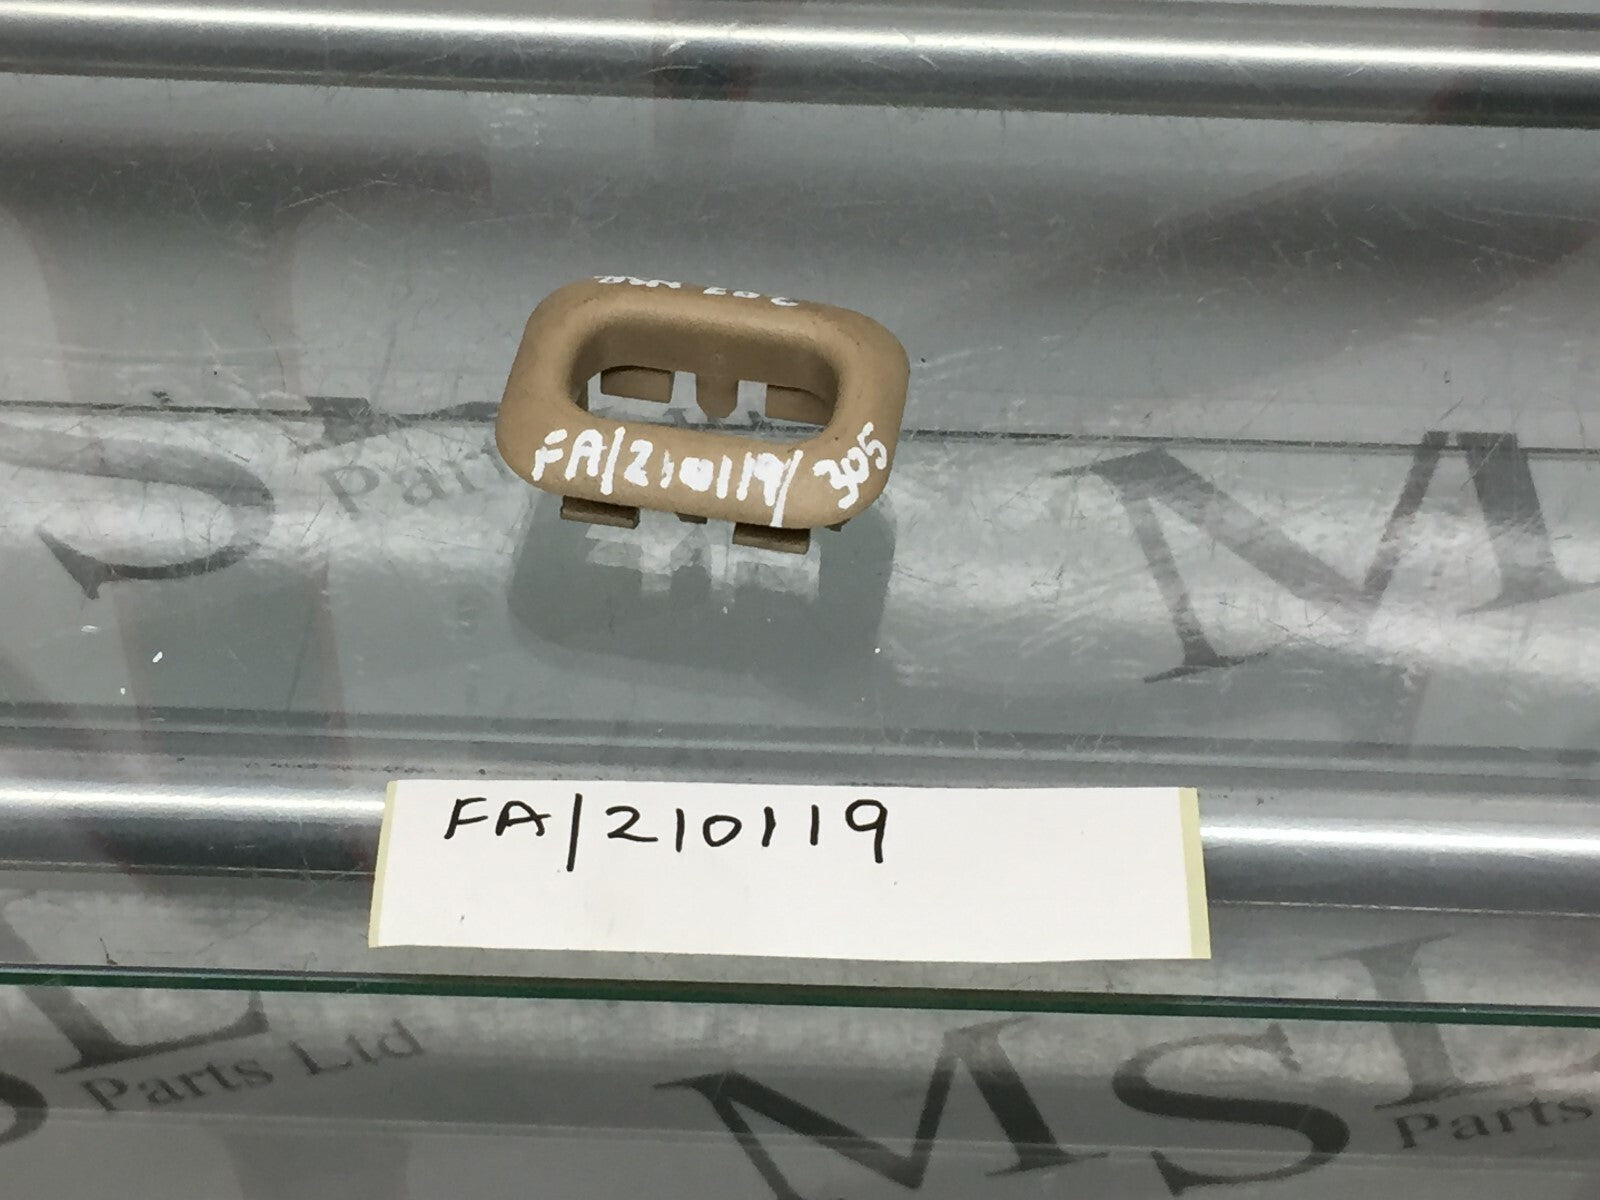 FA/210119/305
FA/210119
MSL
Parts Ltd
MSL
Parts